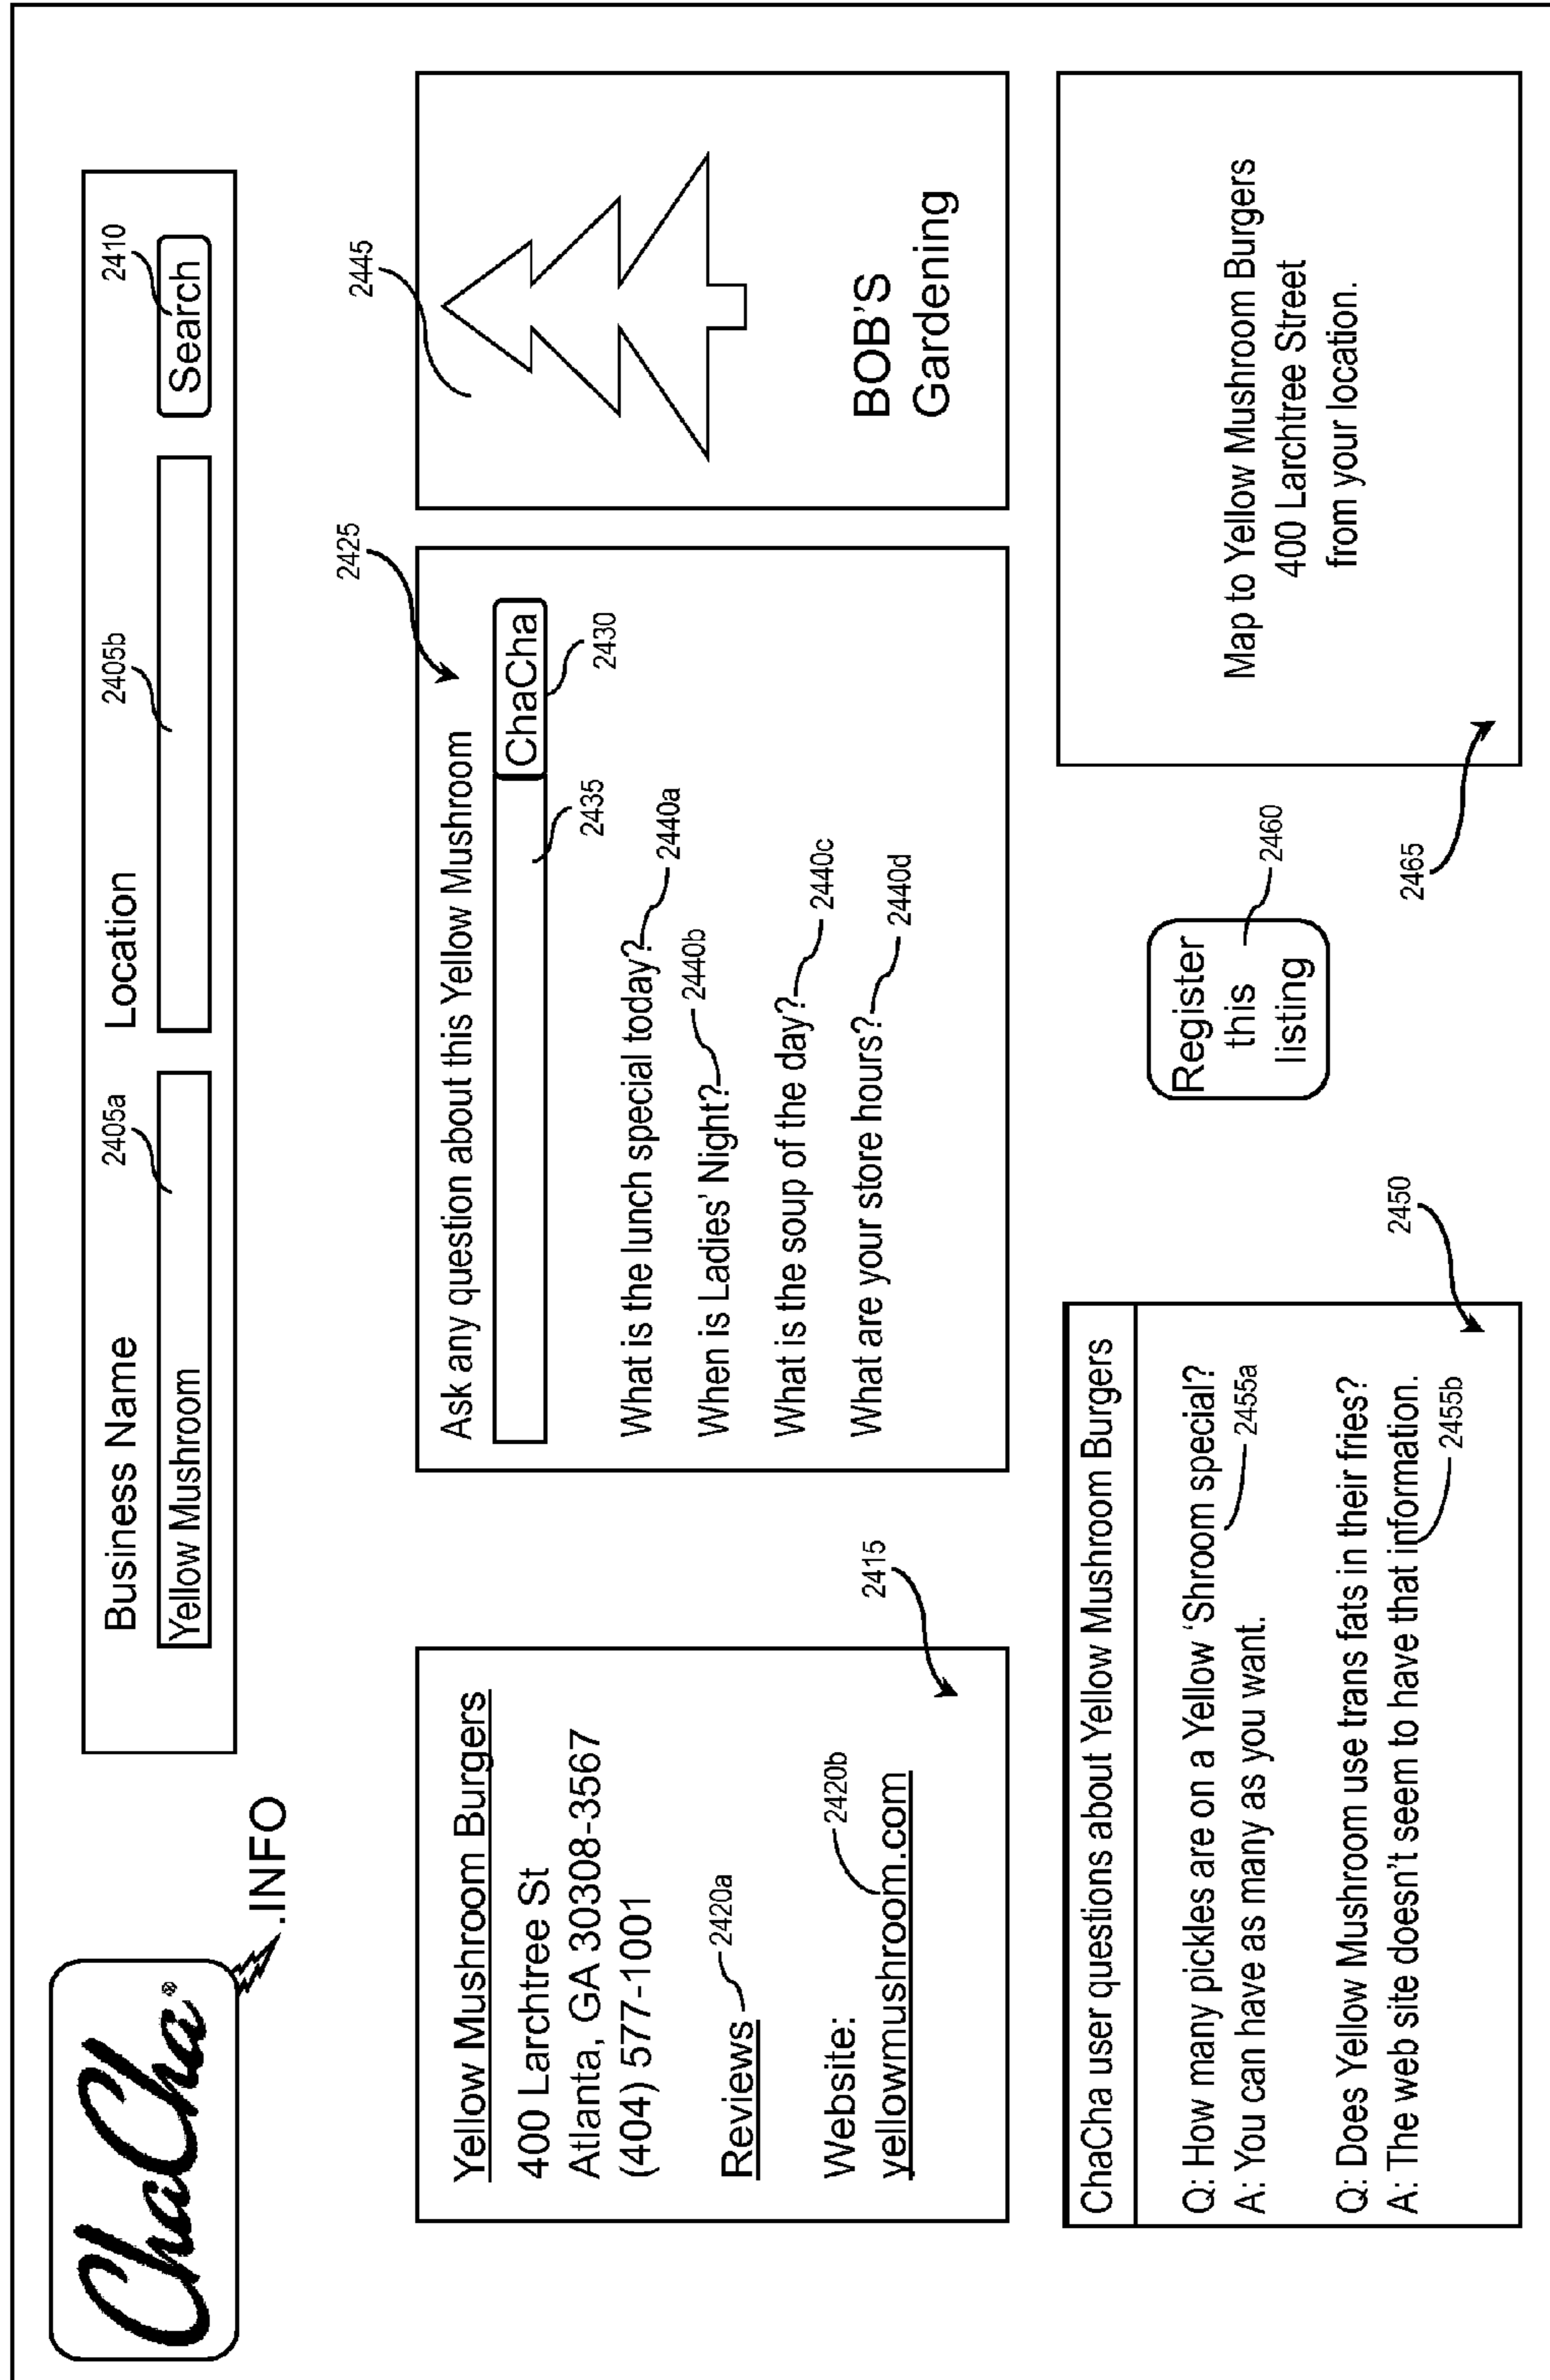 ChaCha®
.INFO
Business Name
2405a
Yellow Mushroom
Location
2405b
2410
Search
Yellow Mushroom Burgers
400 Larchtree St
Atlanta, GA 30308-3567
(404) 577-1001
Reviews
2420a
Website:
2420b
yellowmushroom.com
2415
2425
Ask any question about this Yellow Mushroom
ChaCha
2430
2435
What is the lunch special today?
2440a
When is Ladies' Night?
2440b
What is the soup of the day?
2440c
What are your store hours?
2440d
2445
BOB'S
Gardening
ChaCha user questions about Yellow Mushroom Burgers
Q: How many pickles are on a Yellow 'Shroom special?
A: You can have as many as you want.
2455a
Q: Does Yellow Mushroom use trans fats in their fries?
A: The web site doesn't seem to have that information.
2455b
2450
Register
this
listing
2460
2465
Map to Yellow Mushroom Burgers
400 Larchtree Street
from your location.